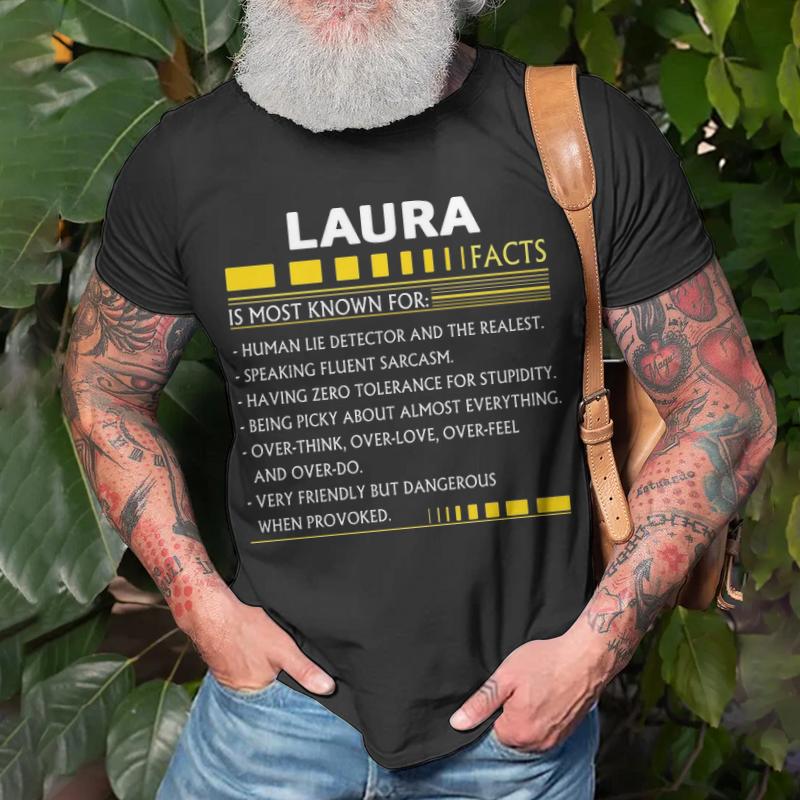 LAURA
FACTS
IS MOST KNOWN FOR:
- HUMAN LIE DETECTOR AND THE REALEST.
- SPEAKING FLUENT SARCASM.
- HAVING ZERO TOLERANCE FOR STUPIDITY.
- BEING PICKY ABOUT ALMOST EVERYTHING.
- OVER-THINK, OVER-LOVE, OVER-FEEL
AND OVER-DO.
- VERY FRIENDLY BUT DANGEROUS
WHEN PROVOKED.